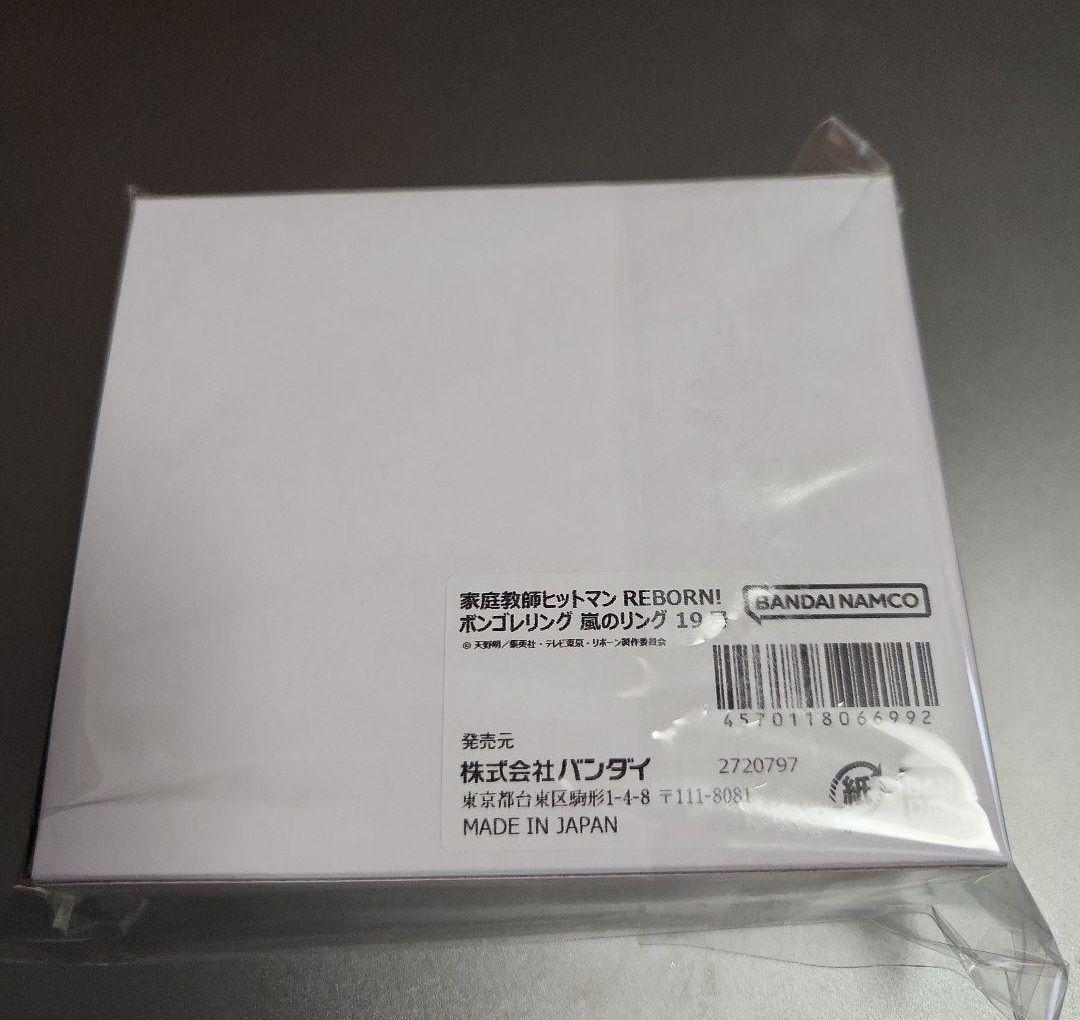 家庭教師ヒットマン REBORN!
ボンゴレリング 嵐のリング 19号
© 天野明／集英社・テレビ東京・リボーン製作委員会
BANDAI NAMCO
4570118066992
発売元
株式会社バンダイ
2720797
東京都台東区駒形1-4-8 〒111-8081
MADE IN JAPAN
紙